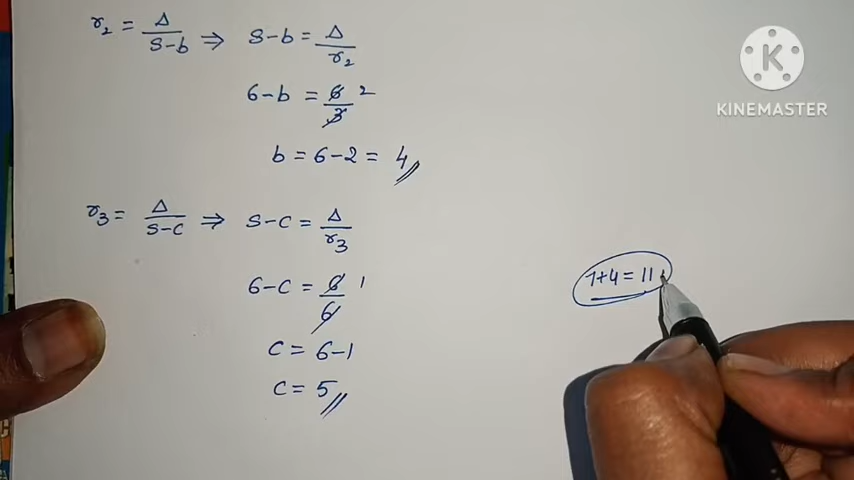 r₂ = Δ/S-b ⇒ S-b = Δ/r₂
6-b = 6/3 2
b = 6-2 = 4
r₃ = Δ/S-c ⇒ S-c = Δ/r₃
6-c = 6/6 1
c = 6-1
c = 5
7+4 = 11
K
KINEMASTER